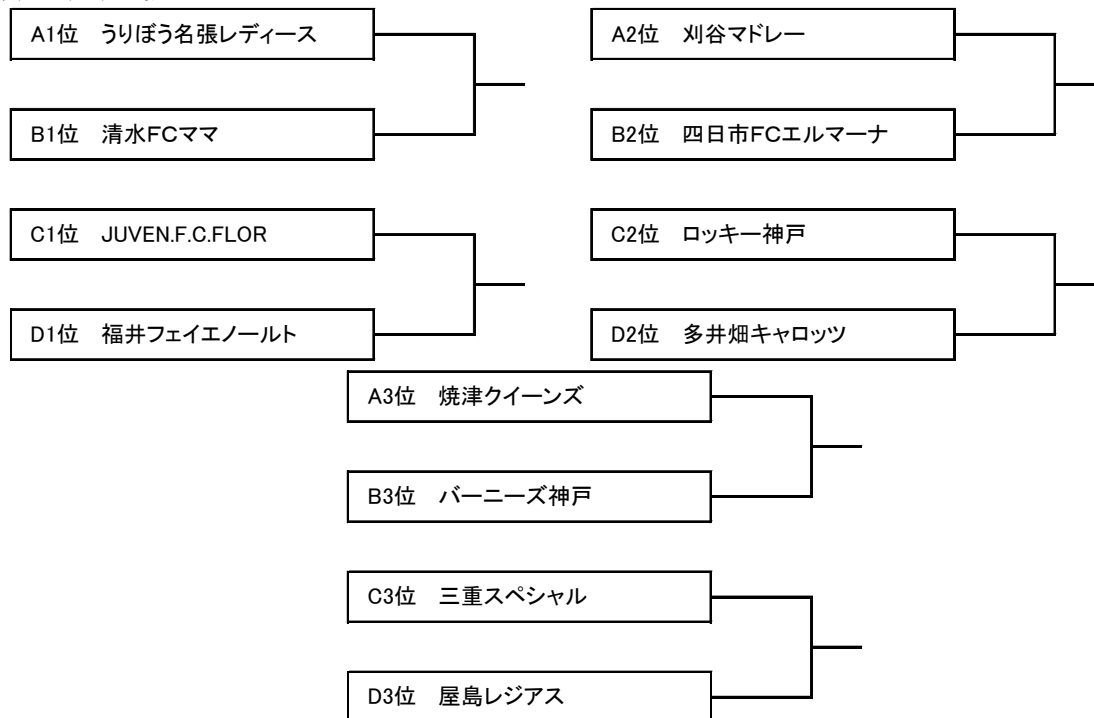 A1位 うりぼう名張レディース
B1位 清水FCママ
C1位 JUVEN.F.C.FLOR
D1位 福井フェイエノールト
A2位 刈谷マドレー
B2位 四日市FCエルマーナ
C2位 ロッキー神戸
D2位 多井畑キャロッツ
A3位 焼津クイーンズ
B3位 バーニーズ神戸
C3位 三重スペシャル
D3位 屋島レジアス